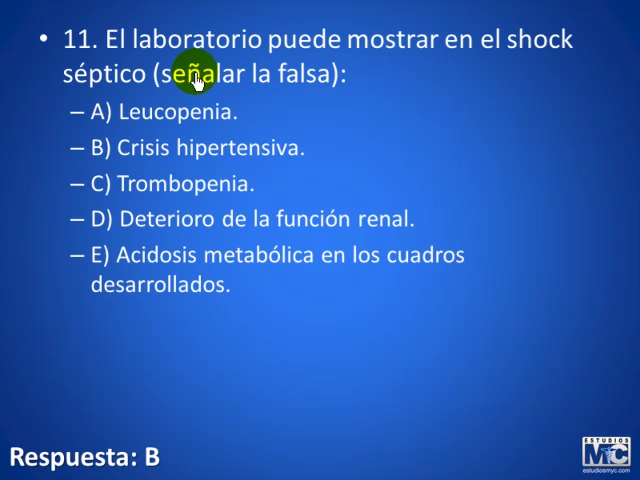 • 11. El laboratorio puede mostrar en el shock
séptico (señalar la falsa):
– A) Leucopenia.
– B) Crisis hipertensiva.
– C) Trombopenia.
– D) Deterioro de la función renal.
– E) Acidosis metabólica en los cuadros
desarrollados.
Respuesta: B
ESTUDIOS
MyC
estudiosmyc.com